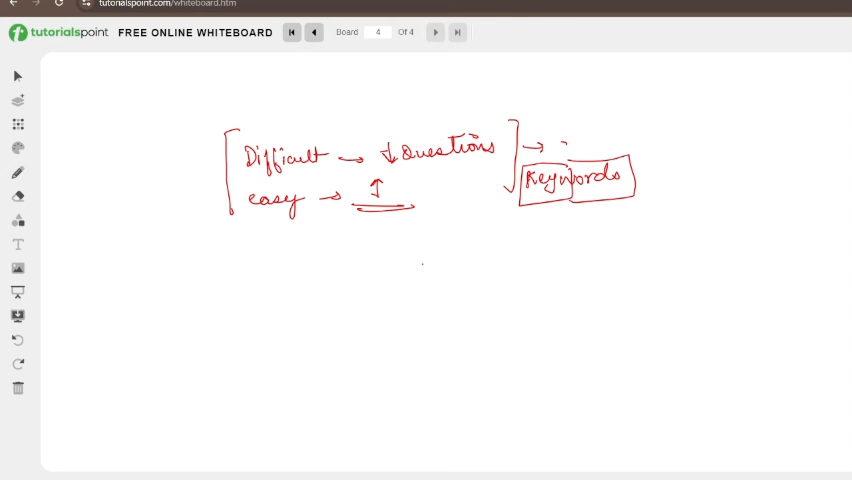 tutorialspoint.com/whiteboard.htm
tutorialspoint FREE ONLINE WHITEBOARD Board 4 Of 4
Difficult → ↓ Questions →
easy → ↑
Keywords